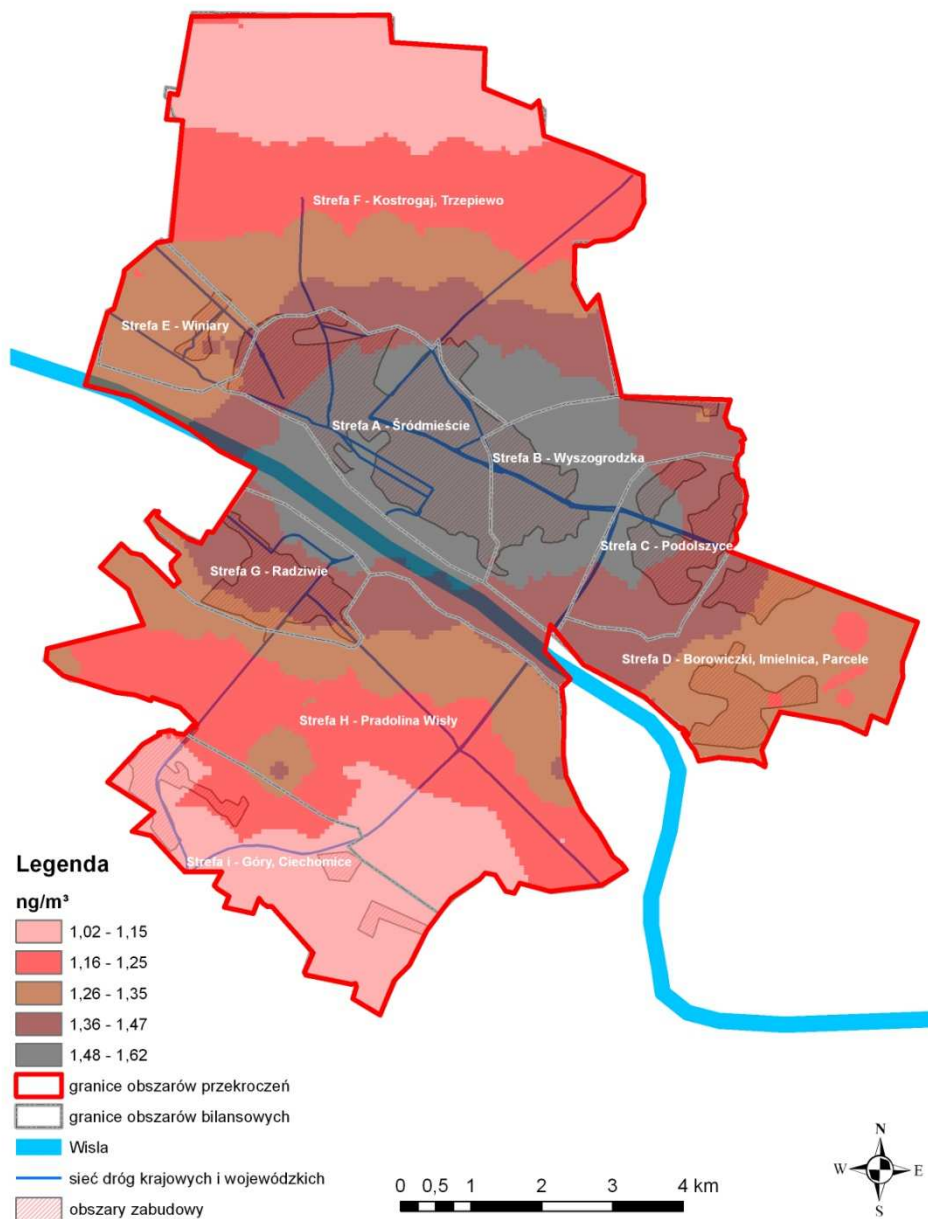 Strefa F - Kostrogaj, Trzepiewo
Strefa E - Winiary
Strefa A - Śródmieście
Strefa B - Wyszogrodzka
Strefa C - Podolszyce
Strefa G - Radziwie
Strefa D - Borowiczki, Imielnica, Parcele
Strefa H - Pradolina Wisły
Strefa i - Góry, Ciechomice
Legenda
ng/m³
1,02 - 1,15
1,16 - 1,25
1,26 - 1,35
1,36 - 1,47
1,48 - 1,62
granice obszarów przekroczeń
granice obszarów bilansowych
Wisla
sieć dróg krajowych i wojewódzkich
obszary zabudowy
0 0,5 1 2 3 4 km
N
W E
S